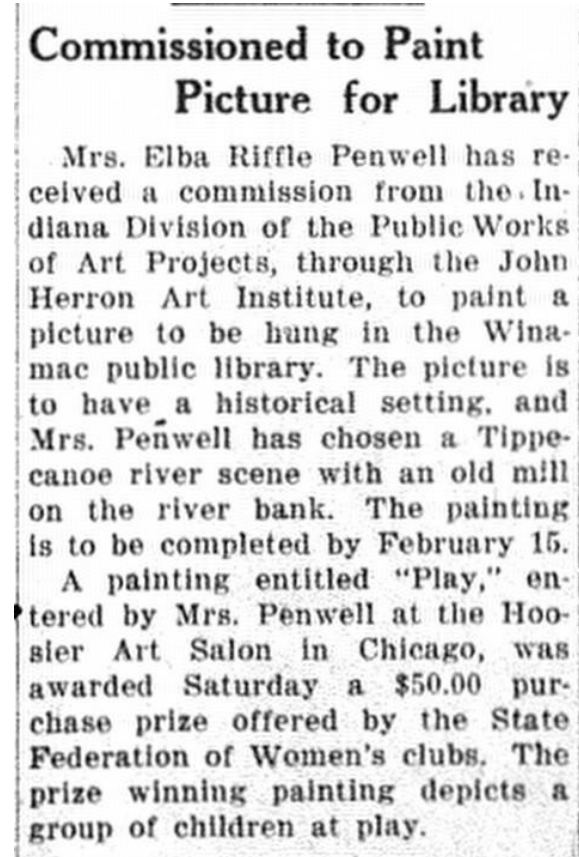 Commissioned to Paint
Picture for Library
Mrs. Elba Riffle Penwell has re-
ceived a commission from the In-
diana Division of the Public Works
of Art Projects, through the John
Herron Art Institute, to paint a
picture to be hung in the Wina-
mac public library. The picture is
to have a historical setting, and
Mrs. Penwell has chosen a Tippe-
canoe river scene with an old mill
on the river bank. The painting
is to be completed by February 15.
A painting entitled "Play," en-
tered by Mrs. Penwell at the Hoo-
sier Art Salon in Chicago, was
awarded Saturday a $50.00 pur-
chase prize offered by the State
Federation of Women's clubs. The
prize winning painting depicts a
group of children at play.